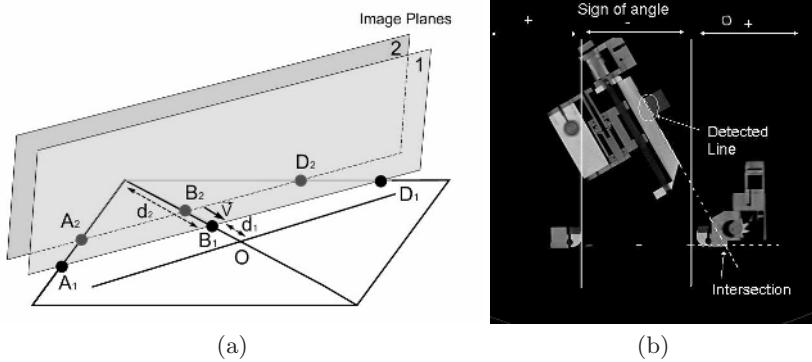 Image Planes
2
1
D₂
D₁
B₂
V⃗
d₂
d₁
A₂
B₁
O
A₁
(a)
Sign of angle
+ - +
Detected
Line
-
Intersection
(b)